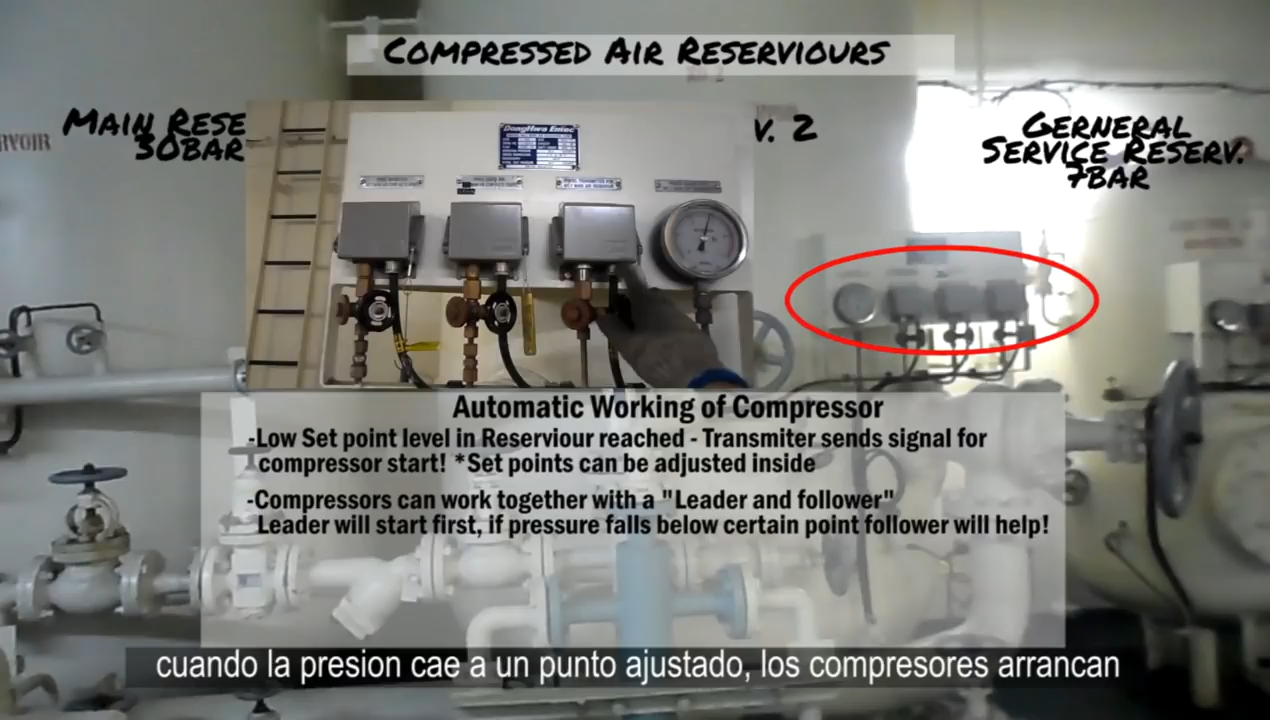 COMPRESSED AIR RESERVIOURS
RVOIR
MAIN RESE
30BAR
V. 2
GERNERAL
SERVICE RESERV.
7BAR
DongHwa Entec
Automatic Working of Compressor
-Low Set point level in Reserviour reached - Transmiter sends signal for
compressor start! *Set points can be adjusted inside
-Compressors can work together with a "Leader and follower"
Leader will start first, if pressure falls below certain point follower will help!
cuando la presion cae a un punto ajustado, los compresores arrancan